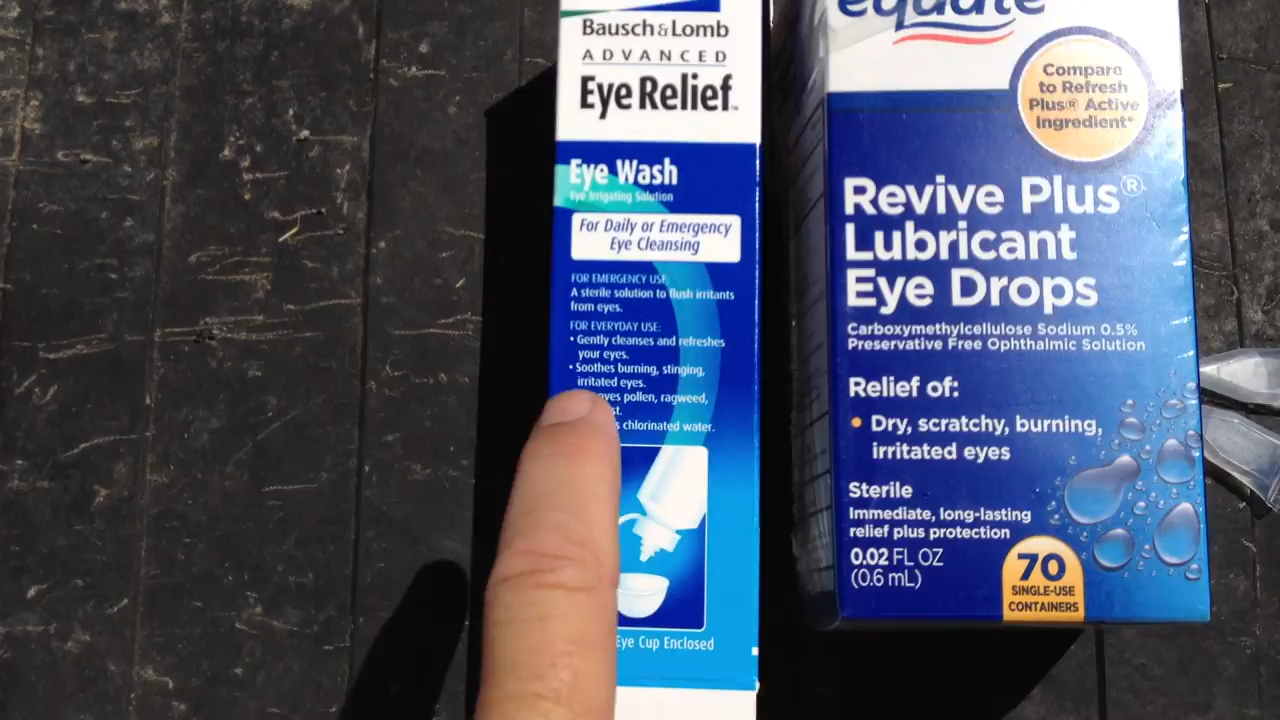 Bausch & Lomb
ADVANCED
Eye Relief™
Eye Wash
Eye Irrigating Solution
For Daily or Emergency
Eye Cleansing
FOR EMERGENCY USE:
A sterile solution to flush irritants
from eyes.
FOR EVERYDAY USE:
• Gently cleanses and refreshes
your eyes.
• Soothes burning, stinging,
irritated eyes.
pollen, ragweed,
chlorinated water.
Eye Cup Enclosed
equate
Compare
to Refresh
Plus® Active
Ingredient*
Revive Plus®
Lubricant
Eye Drops
Carboxymethylcellulose Sodium 0.5%
Preservative Free Ophthalmic Solution
Relief of:
• Dry, scratchy, burning,
irritated eyes
Sterile
Immediate, long-lasting
relief plus protection
0.02 FL OZ
(0.6 mL)
70
SINGLE-USE
CONTAINERS